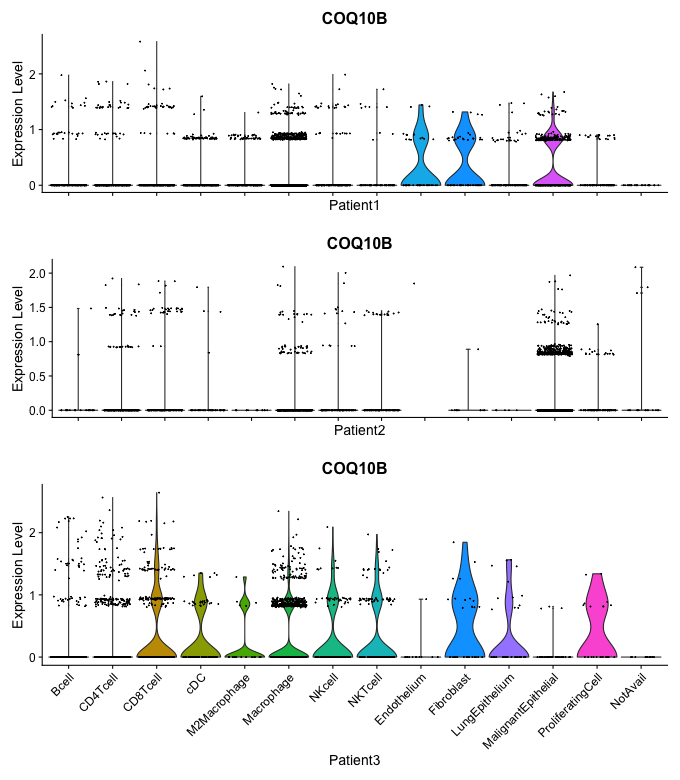 COQ10B
Expression Level
2
1
0
Patient1
COQ10B
Expression Level
2.0
1.5
1.0
0.5
0.0
Patient2
COQ10B
Expression Level
2
1
0
Bcell
CD4Tcell
CD8Tcell
cDC
M2Macrophage
Macrophage
NKcell
NKTcell
Endothelium
Fibroblast
LungEpithelium
MalignantEpithelial
ProliferatingCell
NotAvail
Patient3